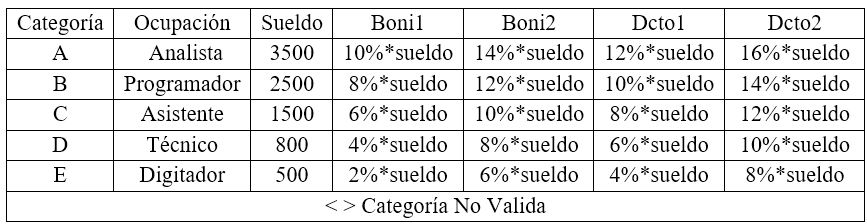 Categoría Ocupación Sueldo Boni1 Boni2 Dcto1 Dcto2
A Analista 3500 10%*sueldo 14%*sueldo 12%*sueldo 16%*sueldo
B Programador 2500 8%*sueldo 12%*sueldo 10%*sueldo 14%*sueldo
C Asistente 1500 6%*sueldo 10%*sueldo 8%*sueldo 12%*sueldo
D Técnico 800 4%*sueldo 8%*sueldo 6%*sueldo 10%*sueldo
E Digitador 500 2%*sueldo 6%*sueldo 4%*sueldo 8%*sueldo
< > Categoría No Valida